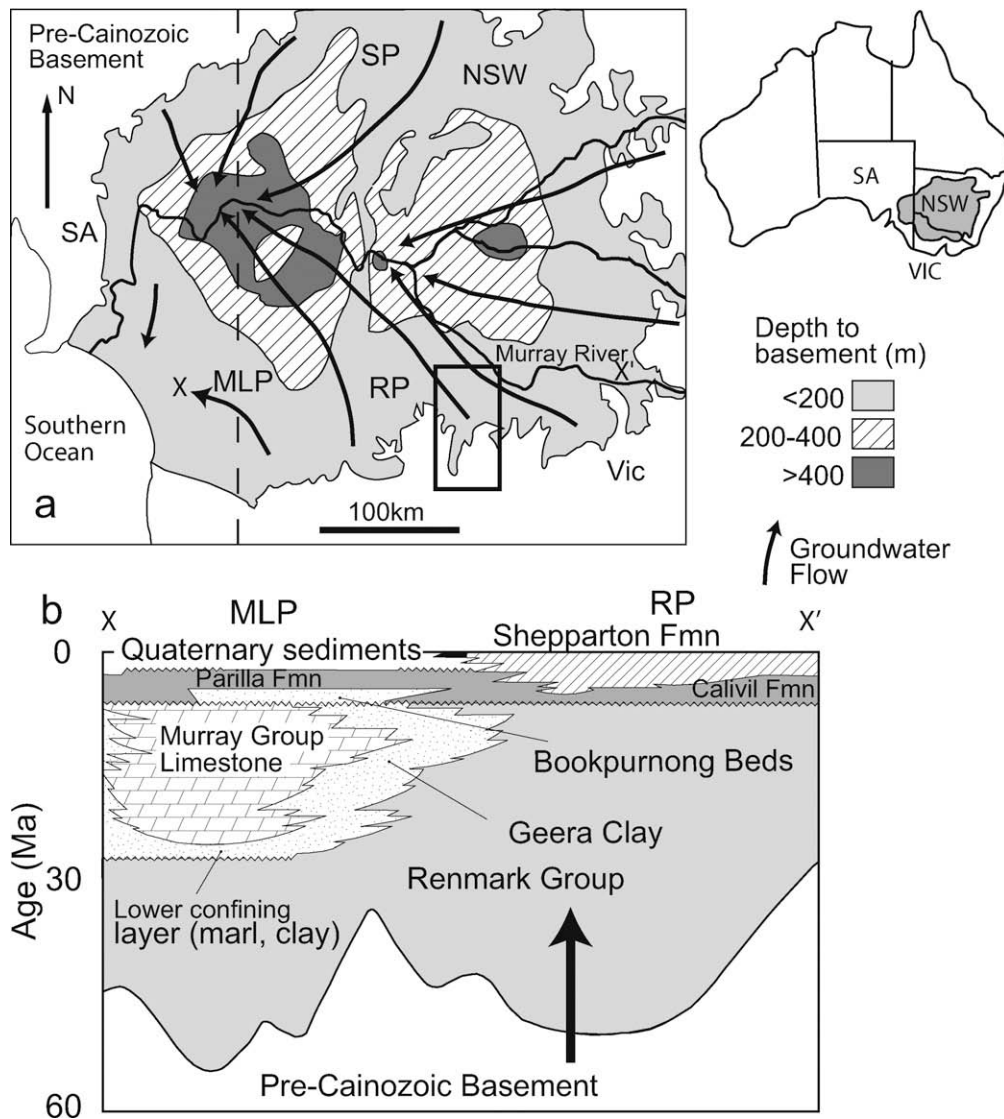 Pre-Cainozoic
Basement
N
SP
NSW
SA
X
MLP
RP
Murray River
X'
Southern
Ocean
Vic
a
100km
SA
NSW
VIC
Depth to
basement (m)
<200
200-400
>400
Groundwater
Flow
b
X
MLP
RP
X'
Quaternary sediments
Shepparton Fmn
0
Parilla Fmn
Calivil Fmn
Murray Group
Limestone
Bookpurnong Beds
Geera Clay
Age (Ma)
30
Renmark Group
Lower confining
layer (marl, clay)
Pre-Cainozoic Basement
60